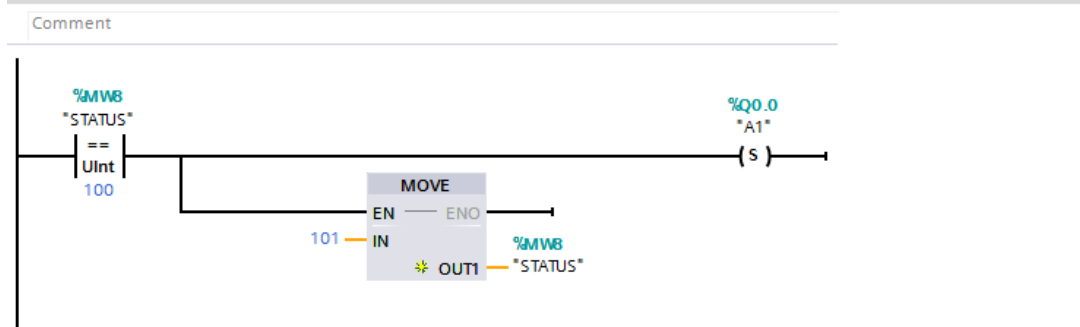 Comment
%MW8
"STATUS"
==
UInt
100
%Q0.0
"A1"
( S )
MOVE
EN ENO
101 IN
%MW8
OUT1 "STATUS"